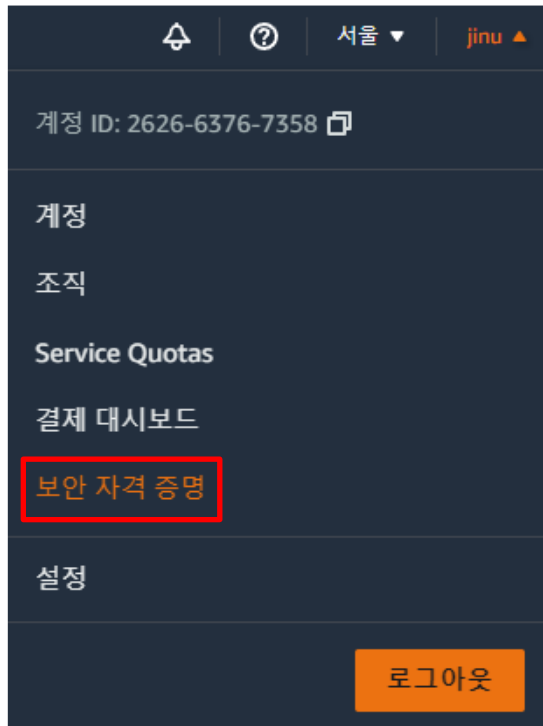 서울 ▼ jinu ▲
계정 ID: 2626-6376-7358
계정
조직
Service Quotas
결제 대시보드
보안 자격 증명
설정
로그아웃